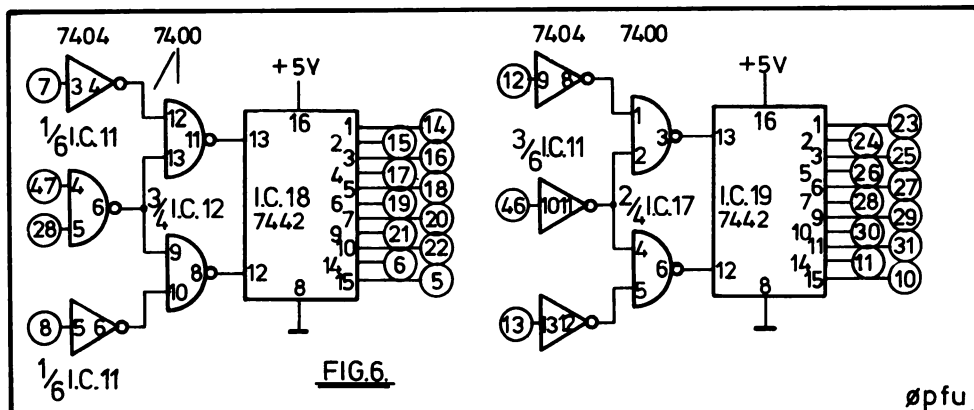 7404 7400
7 3 4
1/6 I.C.11
12
13 11
47 4
28 5 6
3/4 I.C.12
9
10 8
8 5 6
1/6 I.C.11
+5V
16
13
I.C.18
7442
12
8
1 14
2 15
3 16
4 17
5 18
6 19
7 20
9 21
10 22
14 6
15 5
FIG.6.
7404 7400
12 9 8
3/6 I.C.11
1
2 3
46 10 11
2/4 I.C.17
4
5 6
13 13 12
+5V
16
13
I.C.19
7442
12
8
1 23
2 24
3 25
5 26
6 27
7 28
9 29
10 30
11 31
14 11
15 10
øpfu